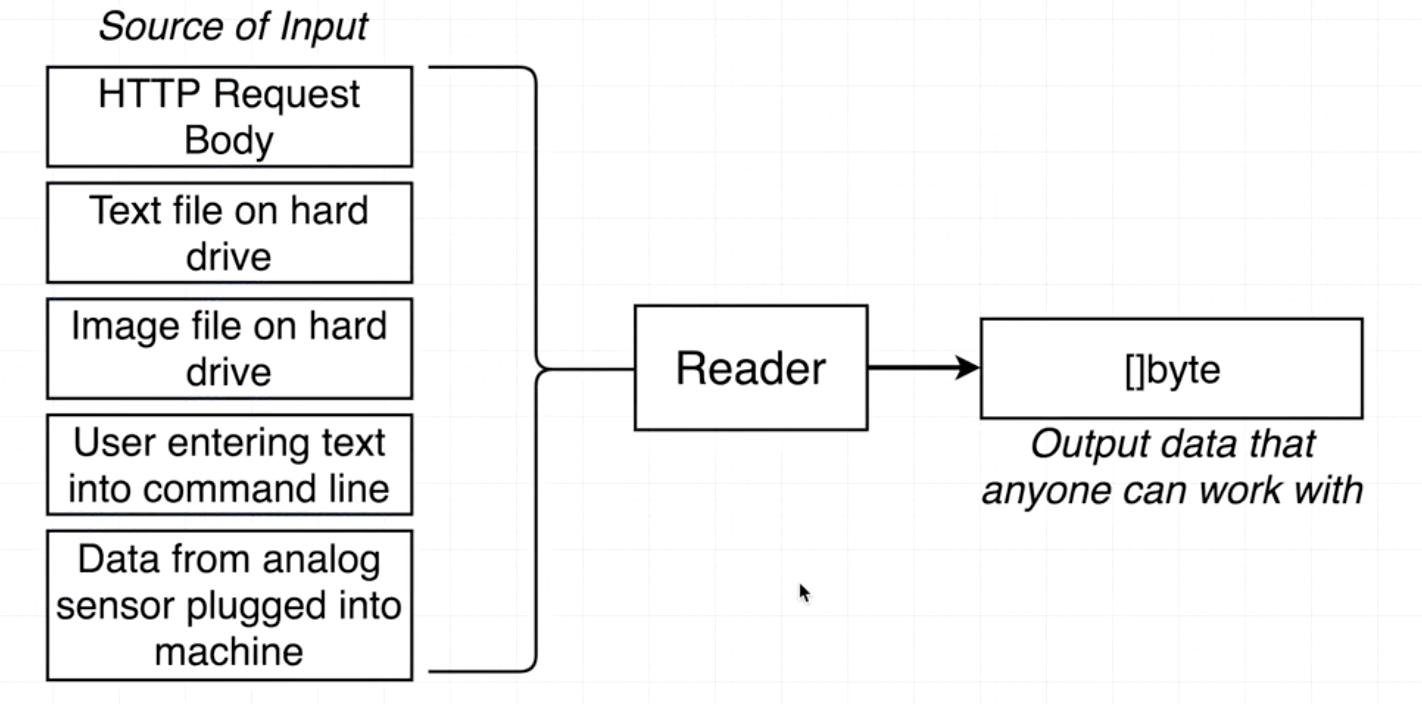 Source of Input
HTTP Request
Body
Text file on hard
drive
Image file on hard
drive
User entering text
into command line
Data from analog
sensor plugged into
machine
Reader
[]byte
Output data that
anyone can work with